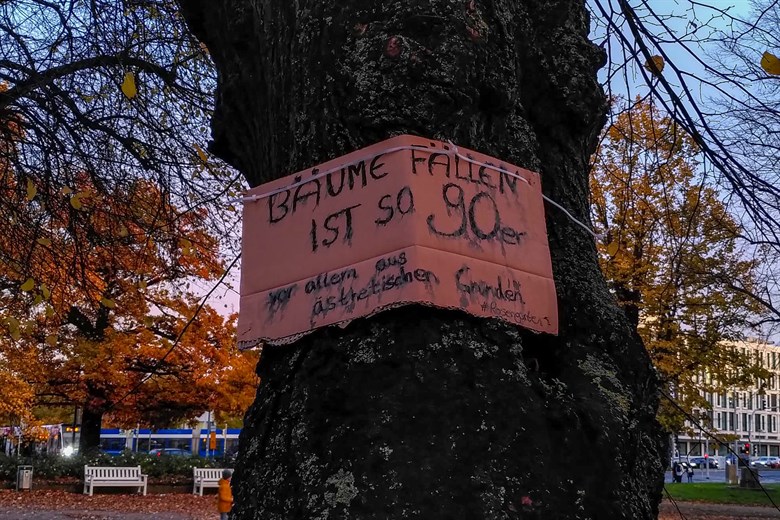 BÄUME FÄLLEN
IST SO 90er
vor allem aus
ästhetischen Gründen